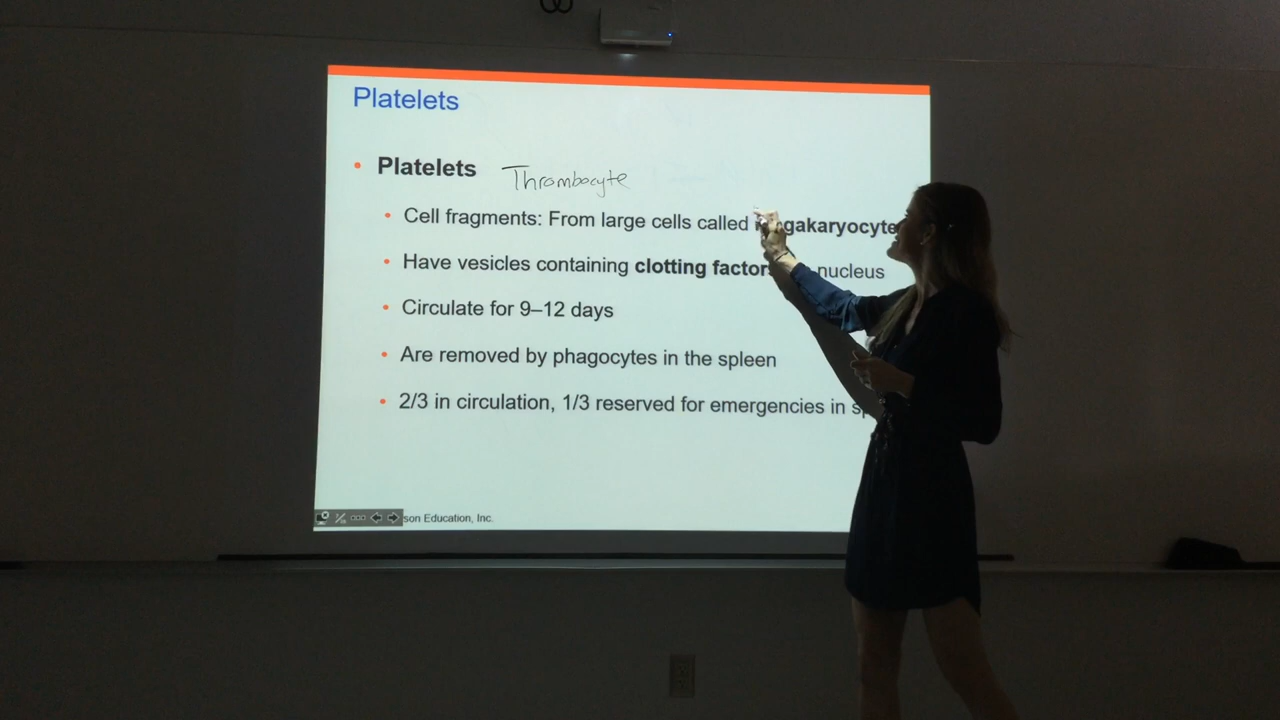 Platelets
• Platelets Thrombocyte
• Cell fragments: From large cells called
• Have vesicles containing clotting factors nucleus
• Circulate for 9–12 days
• Are removed by phagocytes in the spleen
• 2/3 in circulation, 1/3 reserved for emergencies in
son Education, Inc.